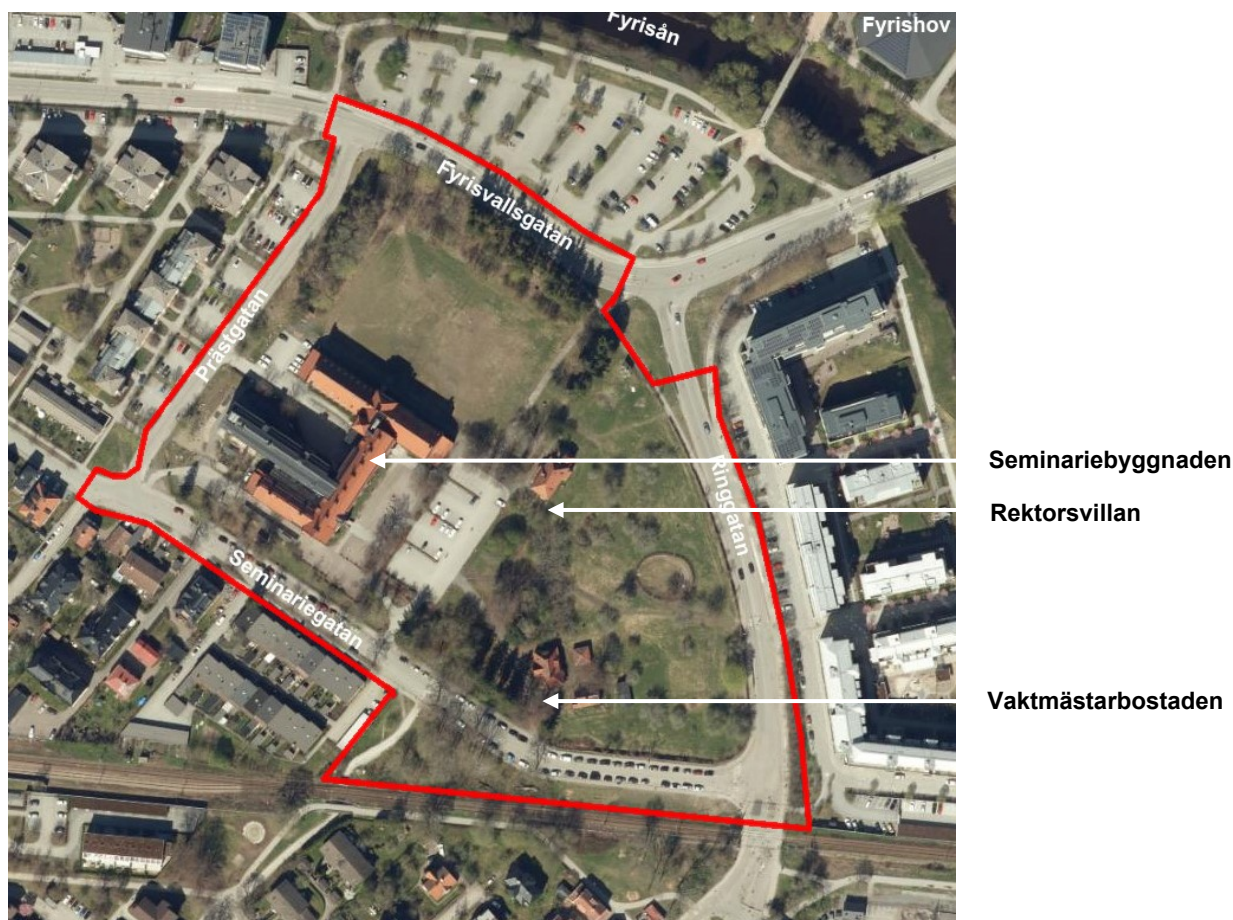 Fyrisån
Fyrishov
Fyrisvallsgatan
Prästgatan
Ringgatan
Seminariegatan
Seminariebyggnaden
Rektorsvillan
Vaktmästarbostaden